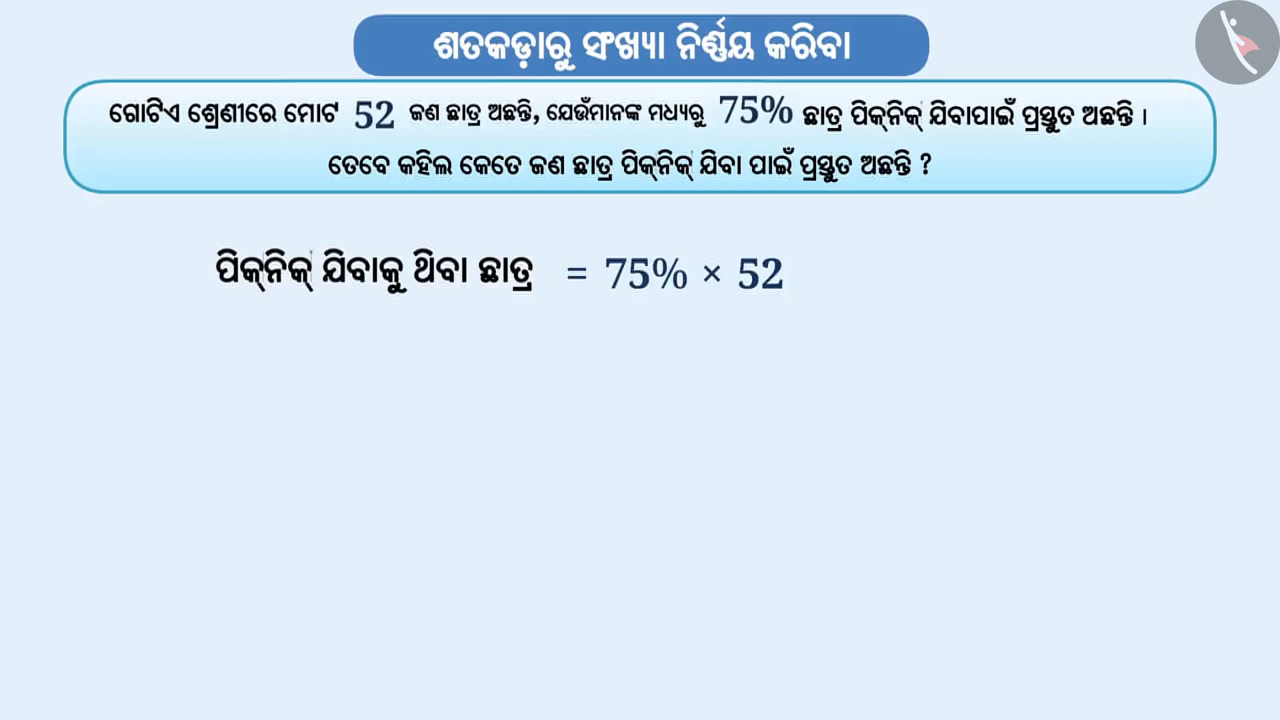 ଶତକଡ଼ାରୁ ସଂଖ୍ୟା ନିର୍ଣ୍ଣୟ କରିବା
ଗୋଟିଏ ଶ୍ରେଣୀରେ ମୋଟ 52 ଜଣ ଛାତ୍ର ଅଛନ୍ତି, ଯେଉଁମାନଙ୍କ ମଧ୍ୟରୁ 75% ଛାତ୍ର ପିକ୍‌ନିକ୍ ଯିବାପାଇଁ ପ୍ରସ୍ତୁତ ଅଛନ୍ତି ।
ତେବେ କହିଲ କେତେ ଜଣ ଛାତ୍ର ପିକ୍‌ନିକ୍ ଯିବା ପାଇଁ ପ୍ରସ୍ତୁତ ଅଛନ୍ତି ?
ପିକ୍‌ନିକ୍ ଯିବାକୁ ଥିବା ଛାତ୍ର = 75% × 52